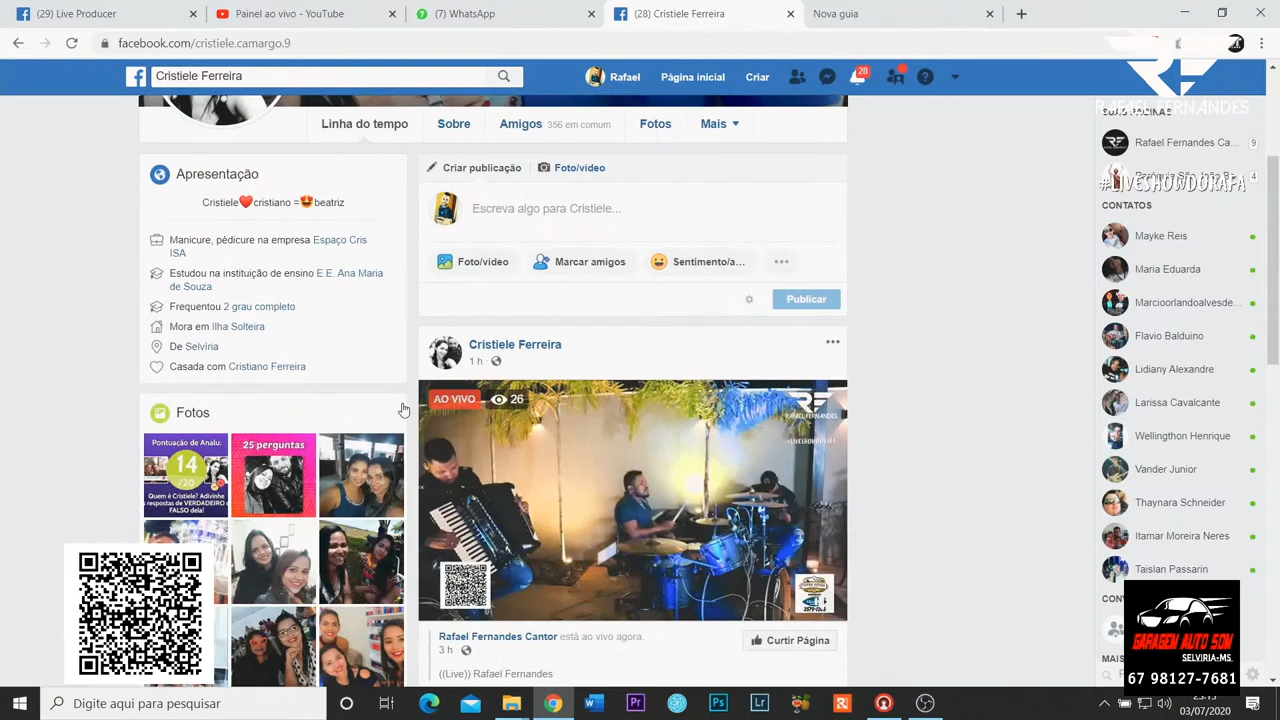 (29) Live Producer
Painel ao vivo - YouTube
(7) WhatsApp
(28) Cristiele Ferreira
Nova guia
facebook.com/cristiele.camargo.9
Cristiele Ferreira
Rafael
Página inicial
Criar
28
RF
RAFAEL FERNANDES
#LIVESHOWDORAFA
Linha do tempo
Sobre
Amigos 356 em comum
Fotos
Mais
Apresentação
Cristiele❤️cristiano =😍beatriz
Manicure, pédicure na empresa Espaço Cris
ISA
Estudou na instituição de ensino E.E. Ana Maria
de Souza
Frequentou 2 grau completo
Mora em Ilha Solteira
De Selvíria
Casada com Cristiano Ferreira
Fotos
Pontuação de Analu:
14
/20
Quem é Cristiele? Adivinhe
respostas de VERDADEIRO
FALSO dela!
25 perguntas
Criar publicação
Foto/vídeo
Escreva algo para Cristiele...
Foto/vídeo
Marcar amigos
Sentimento/a...
Publicar
Cristiele Ferreira
1 h
AO VIVO
26
RAFAEL FERNANDES
#LIVESHOWDORAFA
Rafael Fernandes Cantor está ao vivo agora.
3 h
Curtir Página
((Live)) Rafael Fernandes
Rafael Fernandes Ca...
9
4
CONTATOS
Mayke Reis
Maria Eduarda
Marcioorlandoalvesde...
Flavio Balduino
Lidiany Alexandre
Larissa Cavalcante
Wellingthon Henrique
Vander Junior
Thaynara Schneider
Itamar Moreira Neres
Taislan Passarin
GARAGEM AUTO SOM
SELVIRIA-MS
67 98127-7681
Digite aqui para pesquisar
03/07/2020